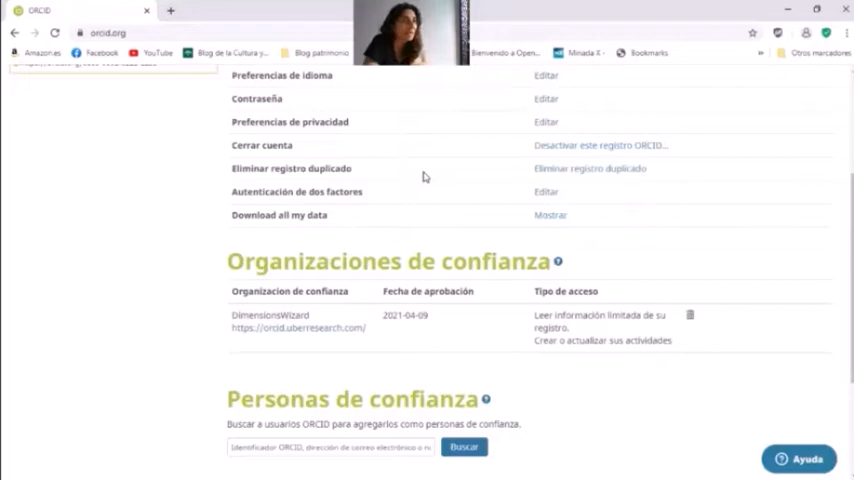 ORCID
orcid.org
Amazon.es Facebook YouTube Blog de la Cultura y... Blog patrimonio Bienvenido a Open... Miriada X - Bookmarks » Otros marcadores
Preferencias de idioma Editar
Contraseña Editar
Preferencias de privacidad Editar
Cerrar cuenta Desactivar este registro ORCID...
Eliminar registro duplicado Eliminar registro duplicado
Autenticación de dos factores Editar
Download all my data Mostrar
Organizaciones de confianza
Organizacion de confianza Fecha de aprobación Tipo de acceso
DimensionsWizard 2021-04-09 Leer información limitada de su
https://orcid.uberresearch.com/ registro.
Crear o actualizar sus actividades
Personas de confianza
Buscar a usuarios ORCID para agregarlos como personas de confianza.
Identificador ORCID, dirección de correo electrónico o n Buscar
Ayuda